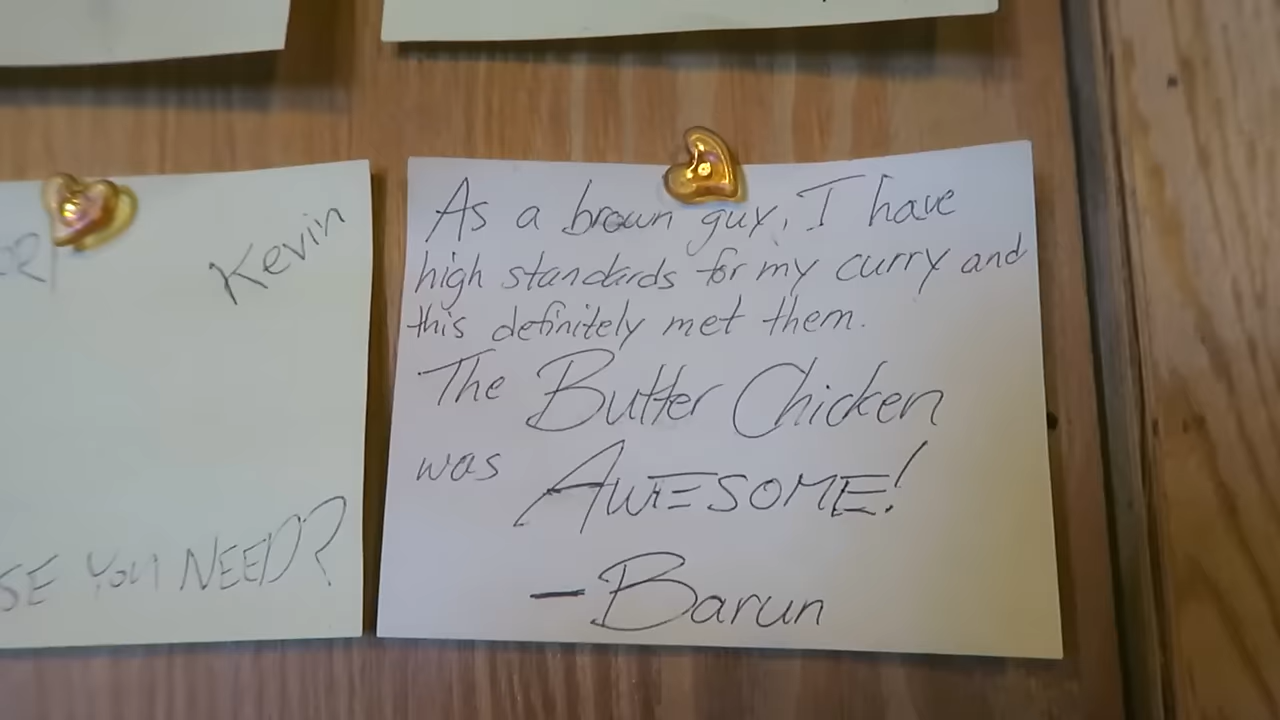 Kevin
SE YOU NEED?
As a brown guy, I have
high standards for my curry and
this definitely met them.
The Butter Chicken
was AWESOME!
- Barun